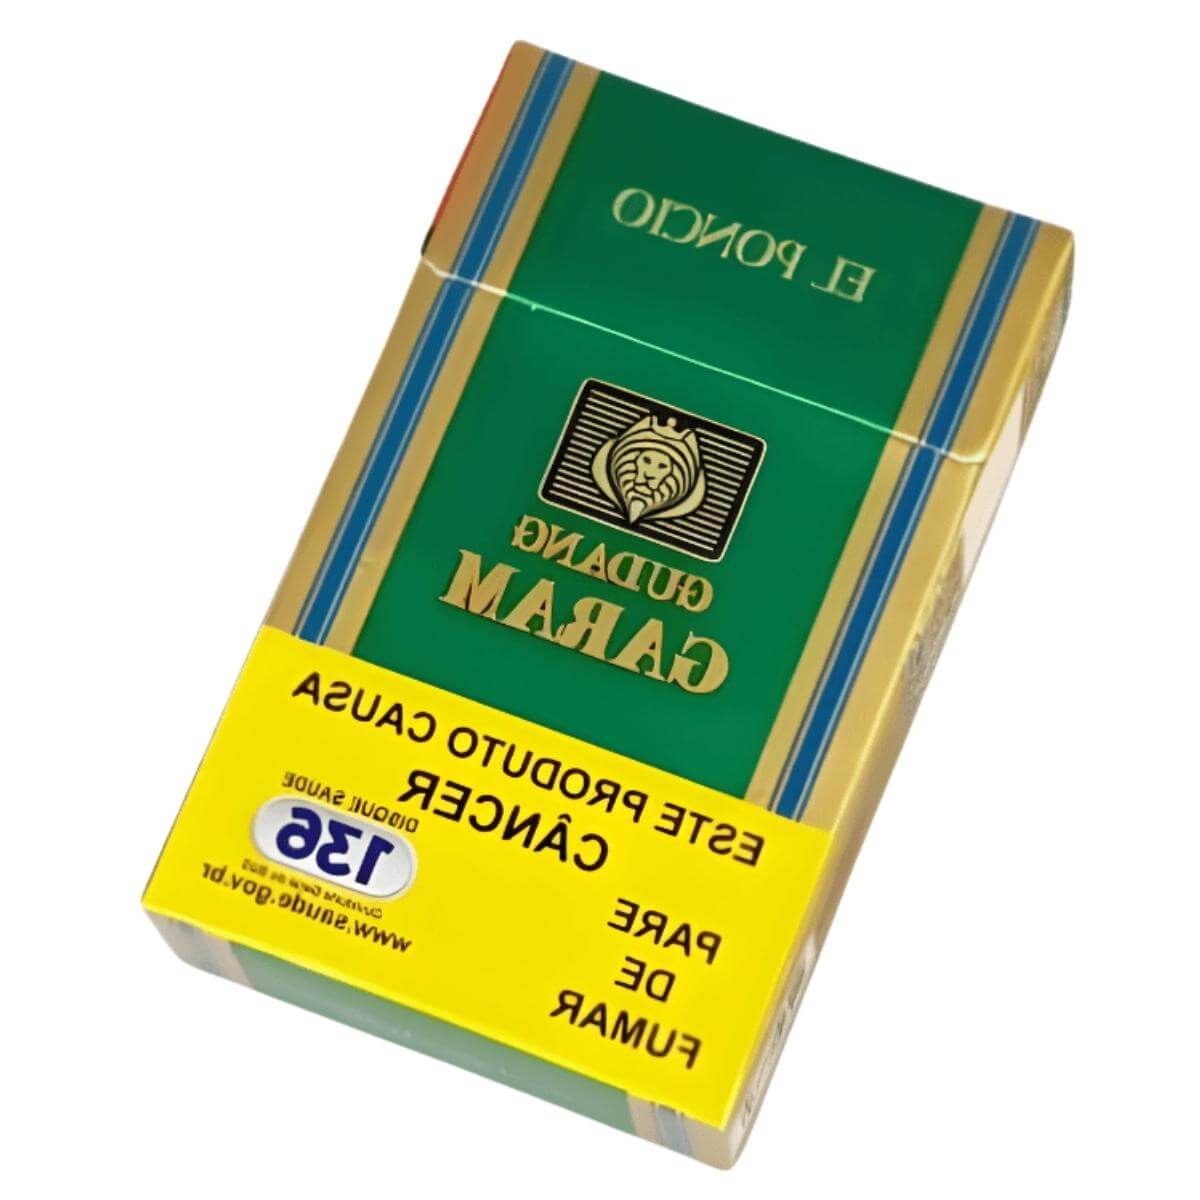 EL PONCIO
GUDANG
GARAM
ESTE PRODUTO CAUSA
CÂNCER
PARE
DE
FUMAR
DISQUE SAÚDE
136
www.saude.gov.br